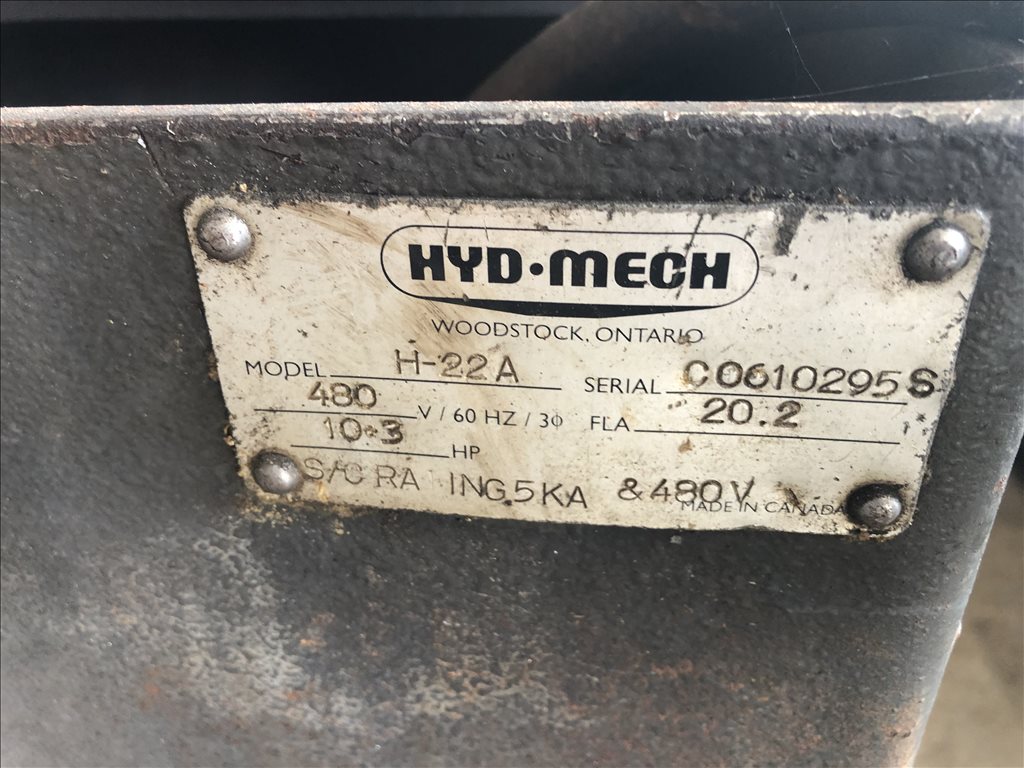 HYD·MECH
WOODSTOCK, ONTARIO
MODEL H-22A SERIAL C0610295S
480 V / 60 HZ / 3ϕ FLA 20.2
10.3 HP
S/C RA ING.5KA &480V
MADE IN CANADA